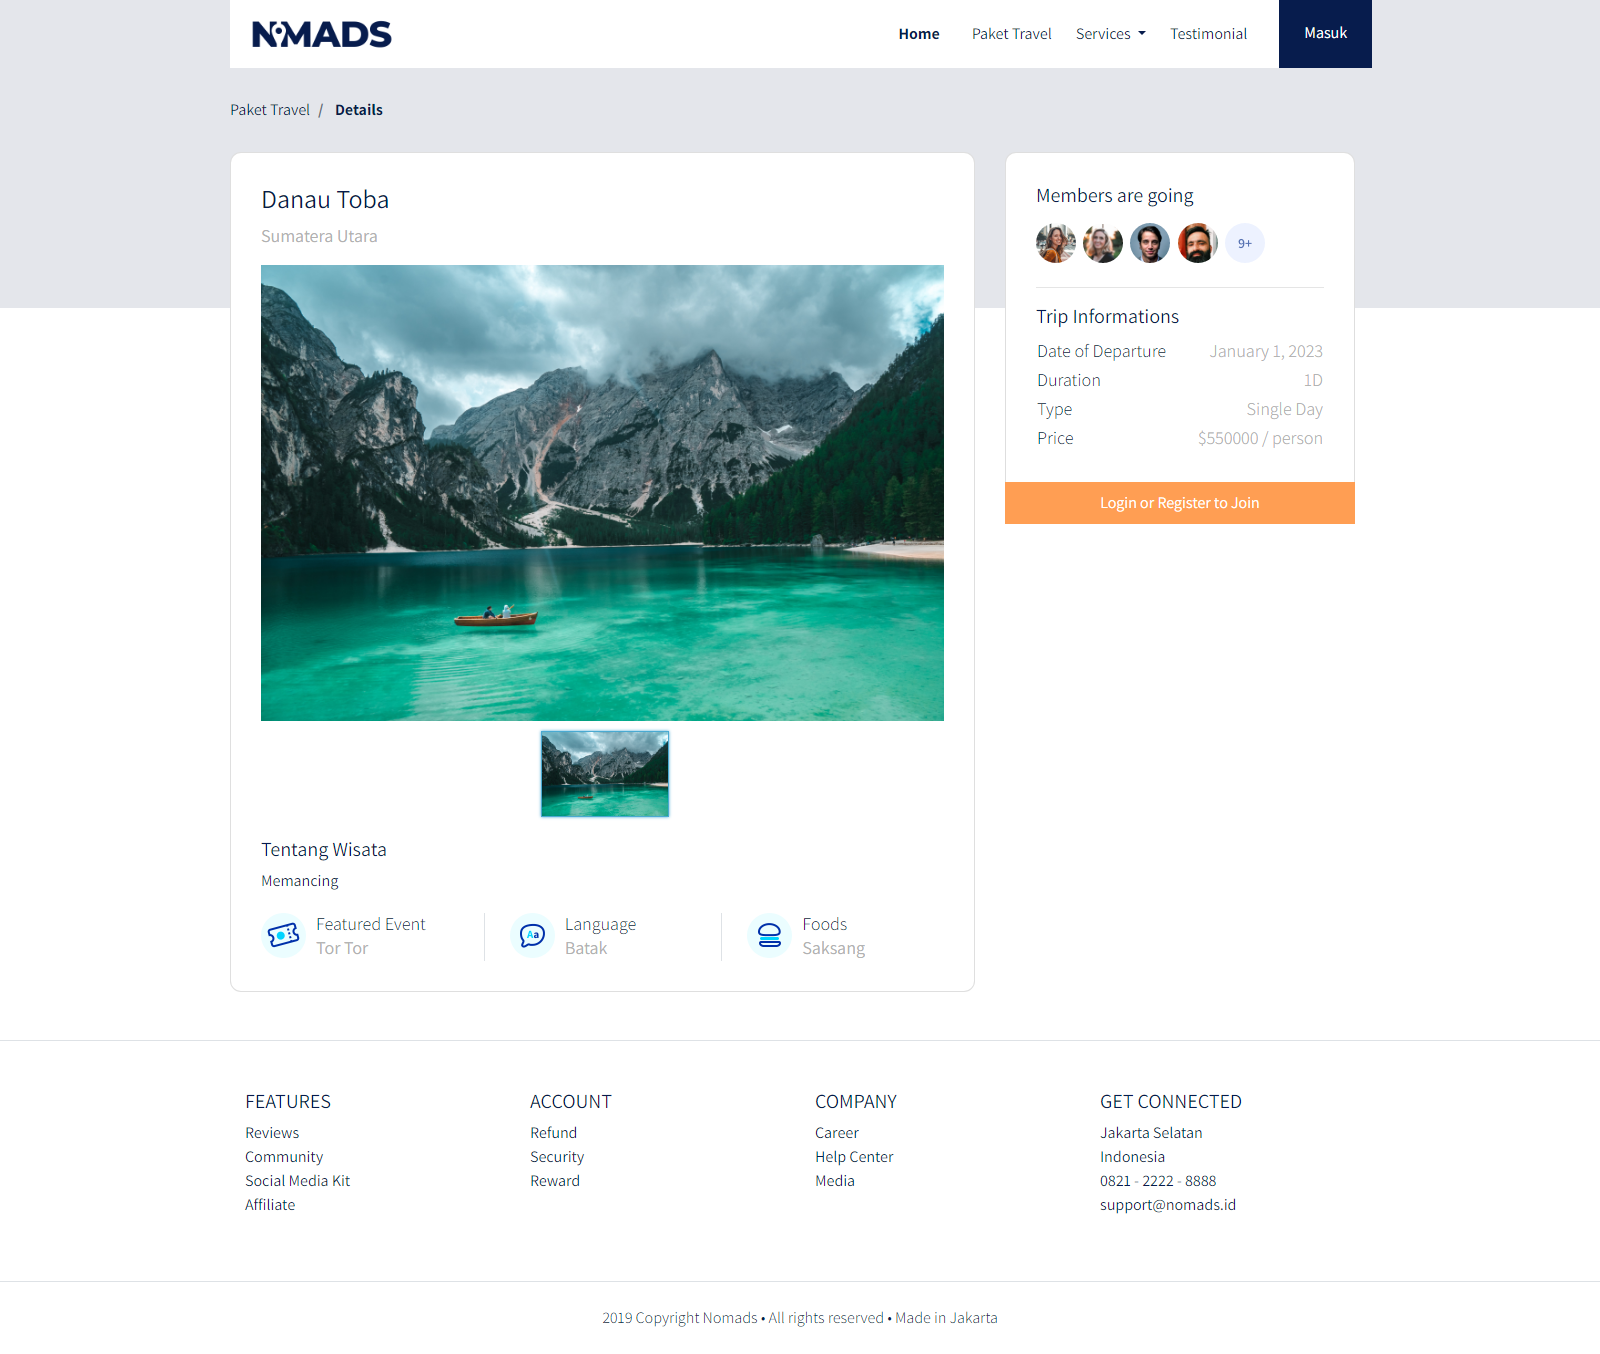 NOMADS
Home Paket Travel Services Testimonial Masuk
Paket Travel / Details
Danau Toba
Sumatera Utara
Members are going
9+
Trip Informations
Date of Departure January 1, 2023
Duration 1D
Type Single Day
Price $550000 / person
Login or Register to Join
Tentang Wisata
Memancing
Featured Event
Tor Tor
Aa
Language
Batak
Foods
Saksang
FEATURES
Reviews
Community
Social Media Kit
Affiliate
ACCOUNT
Refund
Security
Reward
COMPANY
Career
Help Center
Media
GET CONNECTED
Jakarta Selatan
Indonesia
0821 - 2222 - 8888
support@nomads.id
2019 Copyright Nomads • All rights reserved • Made in Jakarta